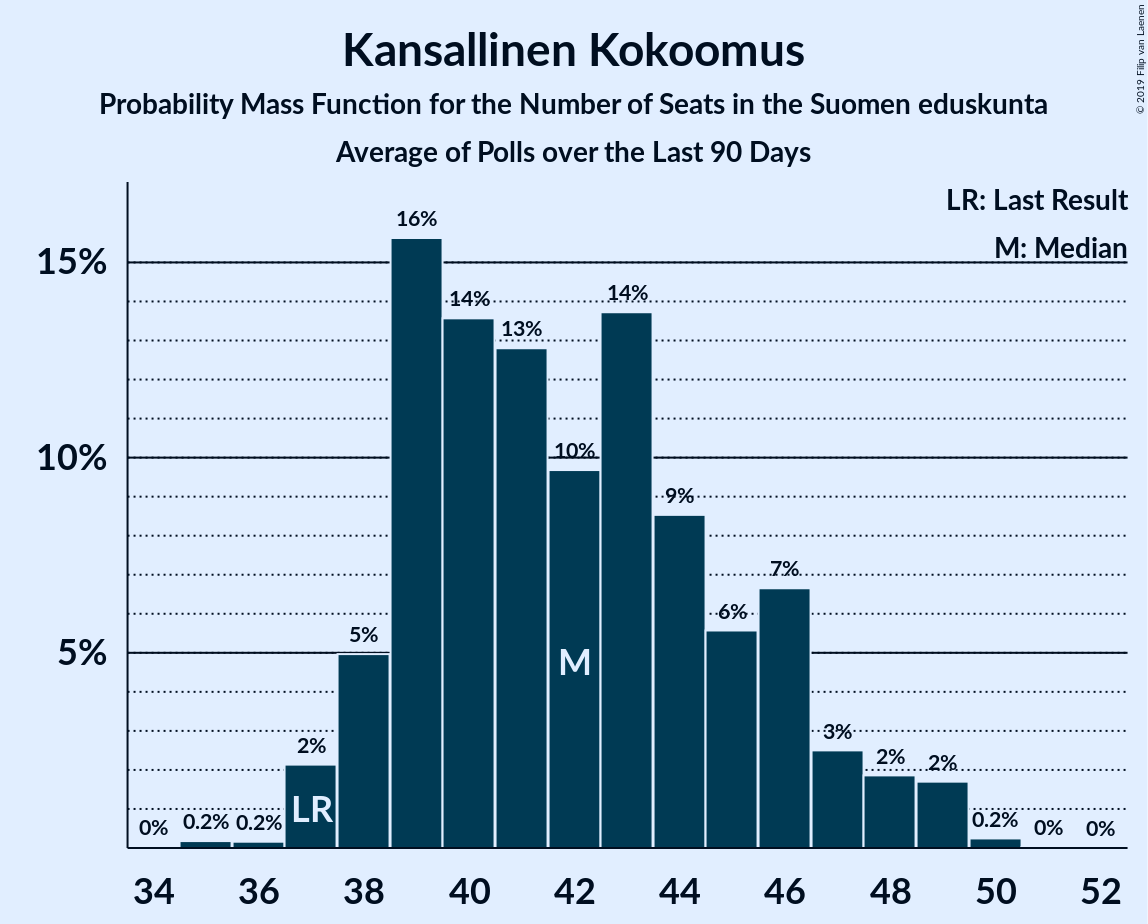 Kansallinen Kokoomus
Probability Mass Function for the Number of Seats in the Suomen eduskunta
Average of Polls over the Last 90 Days
© 2019 Filip van Laenen
LR: Last Result
M: Median
15%
10%
5%
0%
0.2%
0.2%
2%
5%
16%
14%
13%
10%
14%
9%
6%
7%
3%
2%
2%
0.2%
0%
0%
LR
M
34 36 38 40 42 44 46 48 50 52